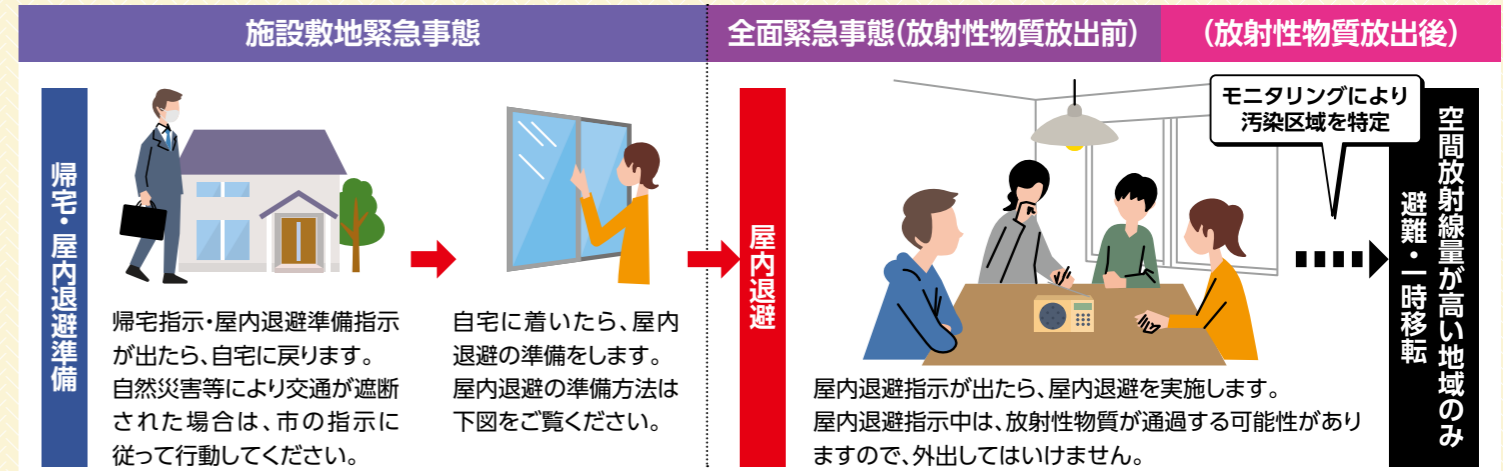 施設敷地緊急事態
全面緊急事態(放射性物質放出前)
(放射性物質放出後)
帰宅・屋内退避準備
帰宅指示・屋内退避準備指示
が出たら、自宅に戻ります。
自然災害等により交通が遮断
された場合は、市の指示に
従って行動してください。
自宅に着いたら、屋内
退避の準備をします。
屋内退避の準備方法は
下図をご覧ください。
屋内退避
屋内退避指示が出たら、屋内退避を実施します。
屋内退避指示中は、放射性物質が通過する可能性があり
ますので、外出してはいけません。
モニタリングにより
汚染区域を特定
空間放射線量が高い地域のみ
避難・一時移転